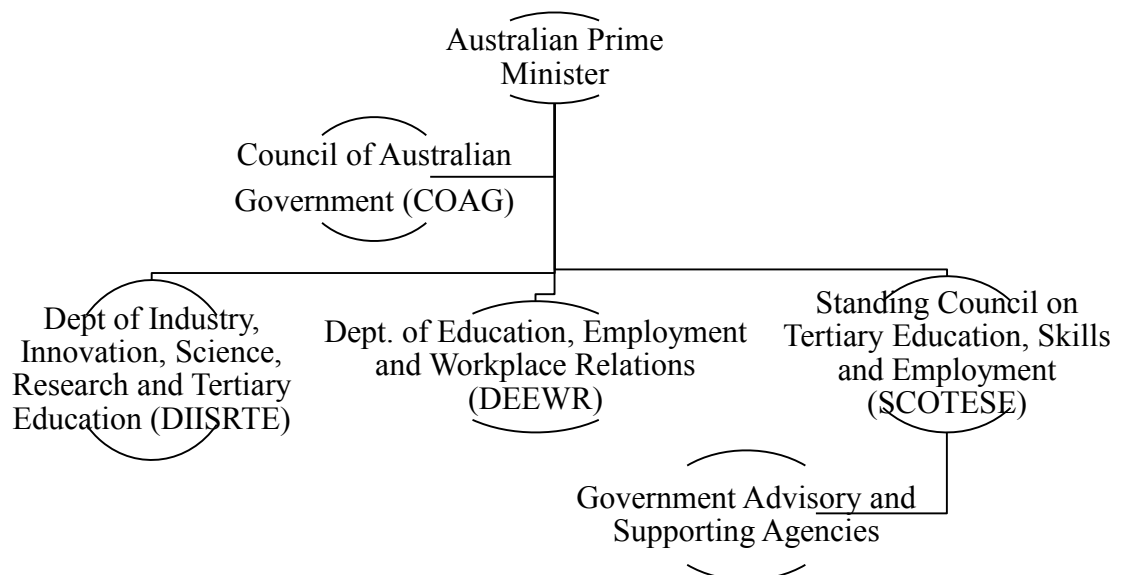 Australian Prime
Minister
Council of Australian
Government (COAG)
Dept of Industry,
Innovation, Science,
Research and Tertiary
Education (DIISRTE)
Dept. of Education, Employment
and Workplace Relations
(DEEWR)
Standing Council on
Tertiary Education, Skills
and Employment
(SCOTESE)
Government Advisory and
Supporting Agencies